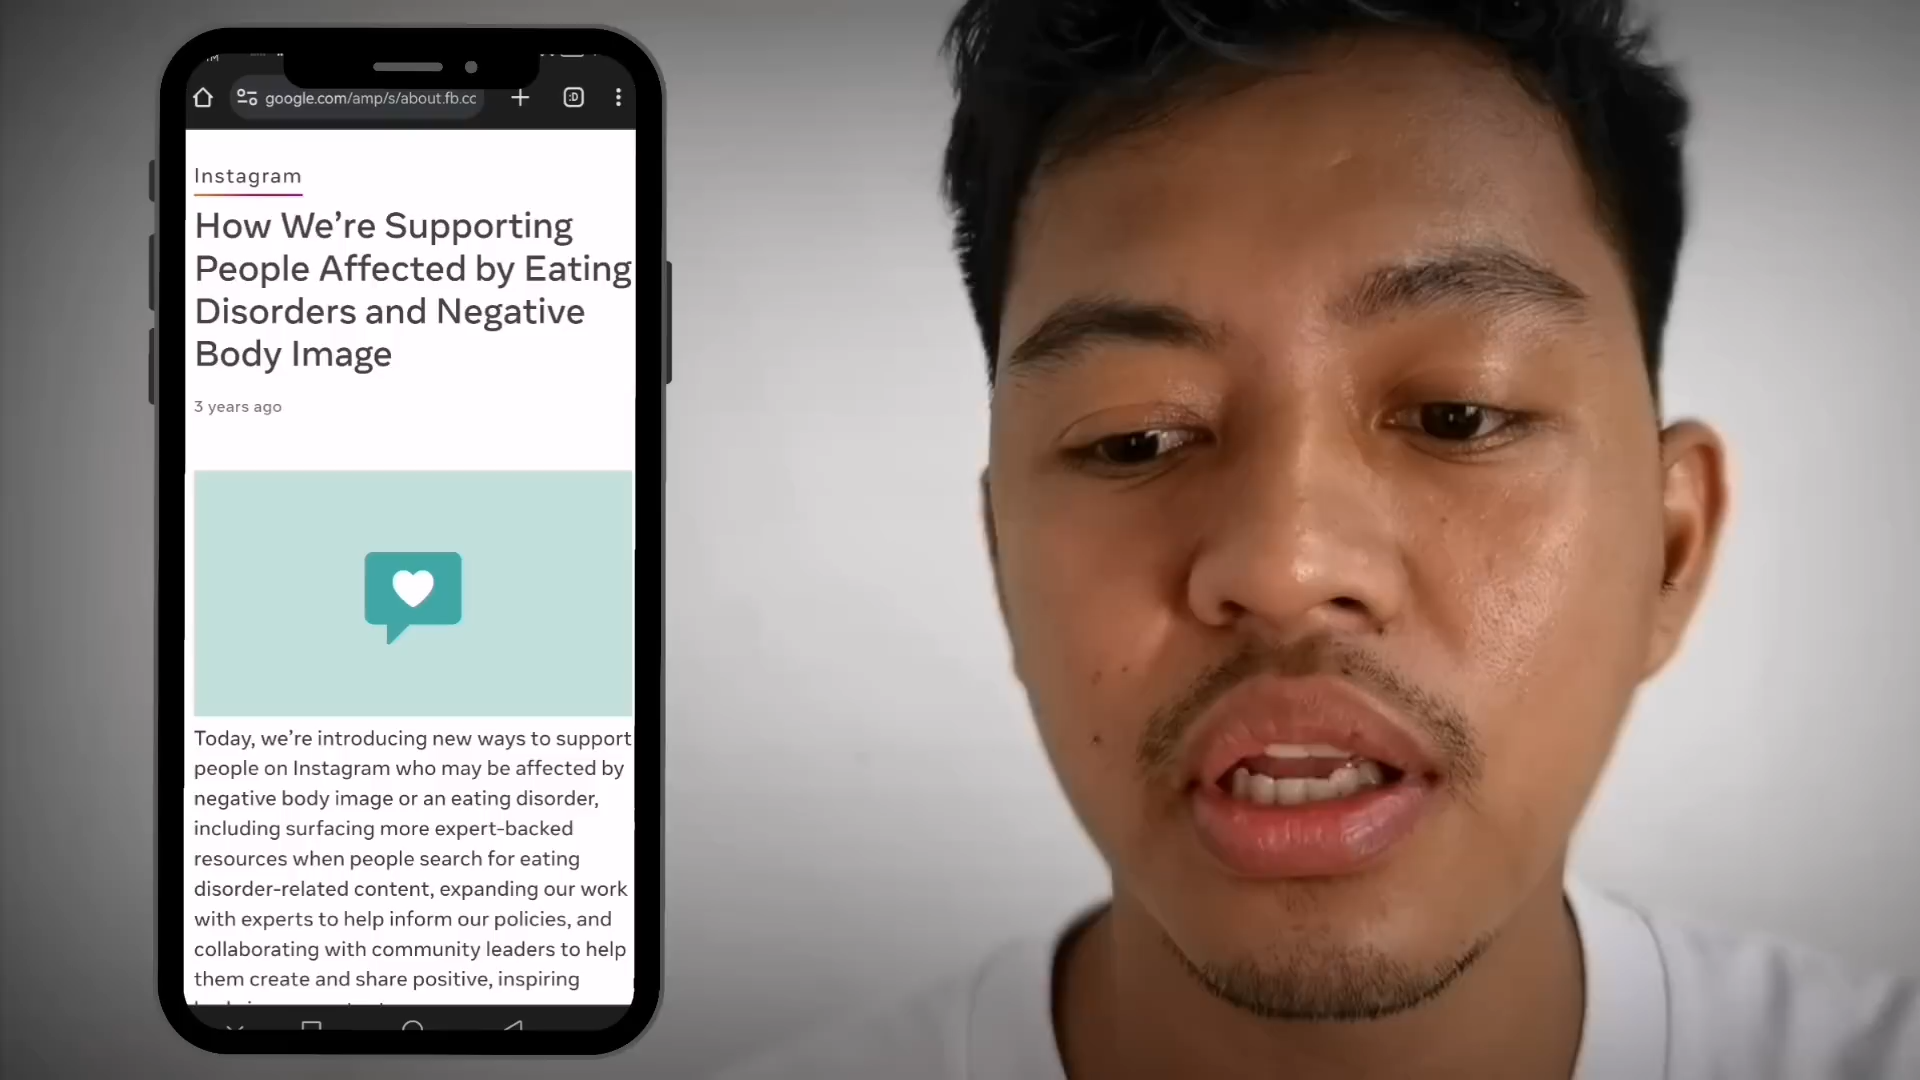 google.com/amp/s/about.fb.cc
Instagram
How We’re Supporting
People Affected by Eating
Disorders and Negative
Body Image
3 years ago
Today, we’re introducing new ways to support
people on Instagram who may be affected by
negative body image or an eating disorder,
including surfacing more expert-backed
resources when people search for eating
disorder-related content, expanding our work
with experts to help inform our policies, and
collaborating with community leaders to help
them create and share positive, inspiring